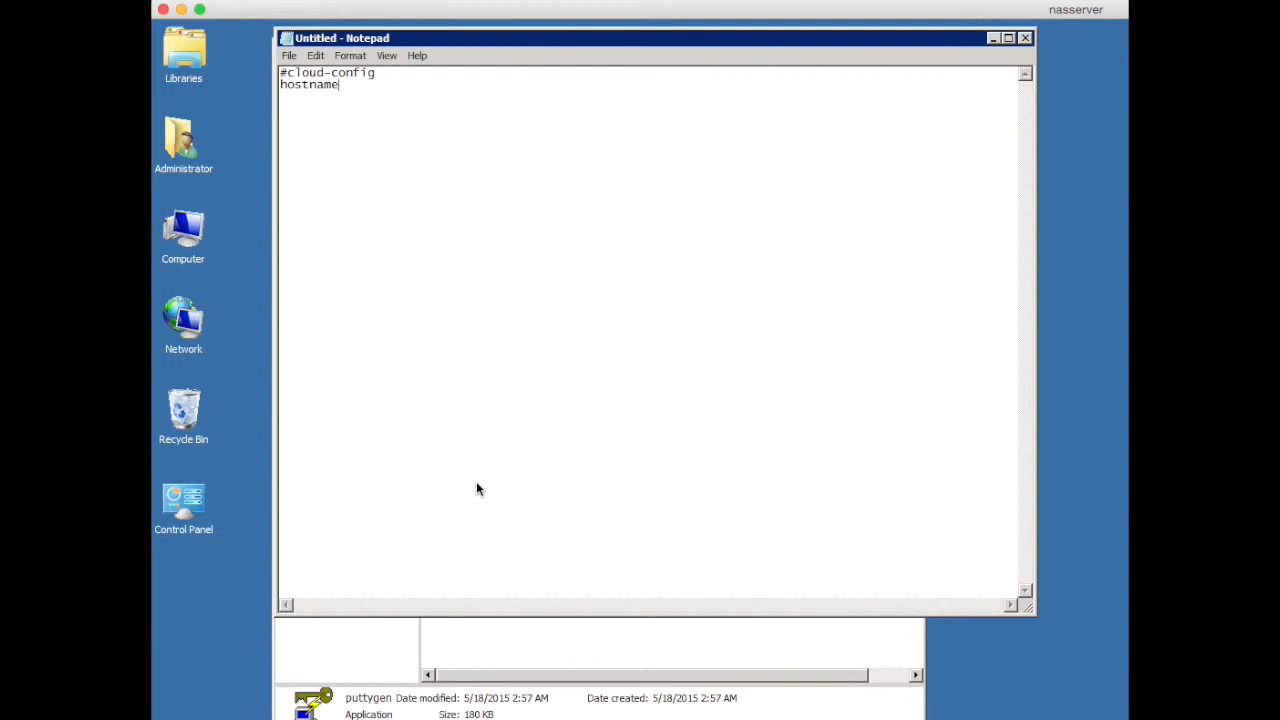 nasserver
Libraries
Administrator
Computer
Network
Recycle Bin
Control Panel
Untitled - Notepad
File Edit Format View Help
#cloud-config
hostname
puttygen Date modified: 5/18/2015 2:57 AM Date created: 5/18/2015 2:57 AM
Application Size: 180 KB